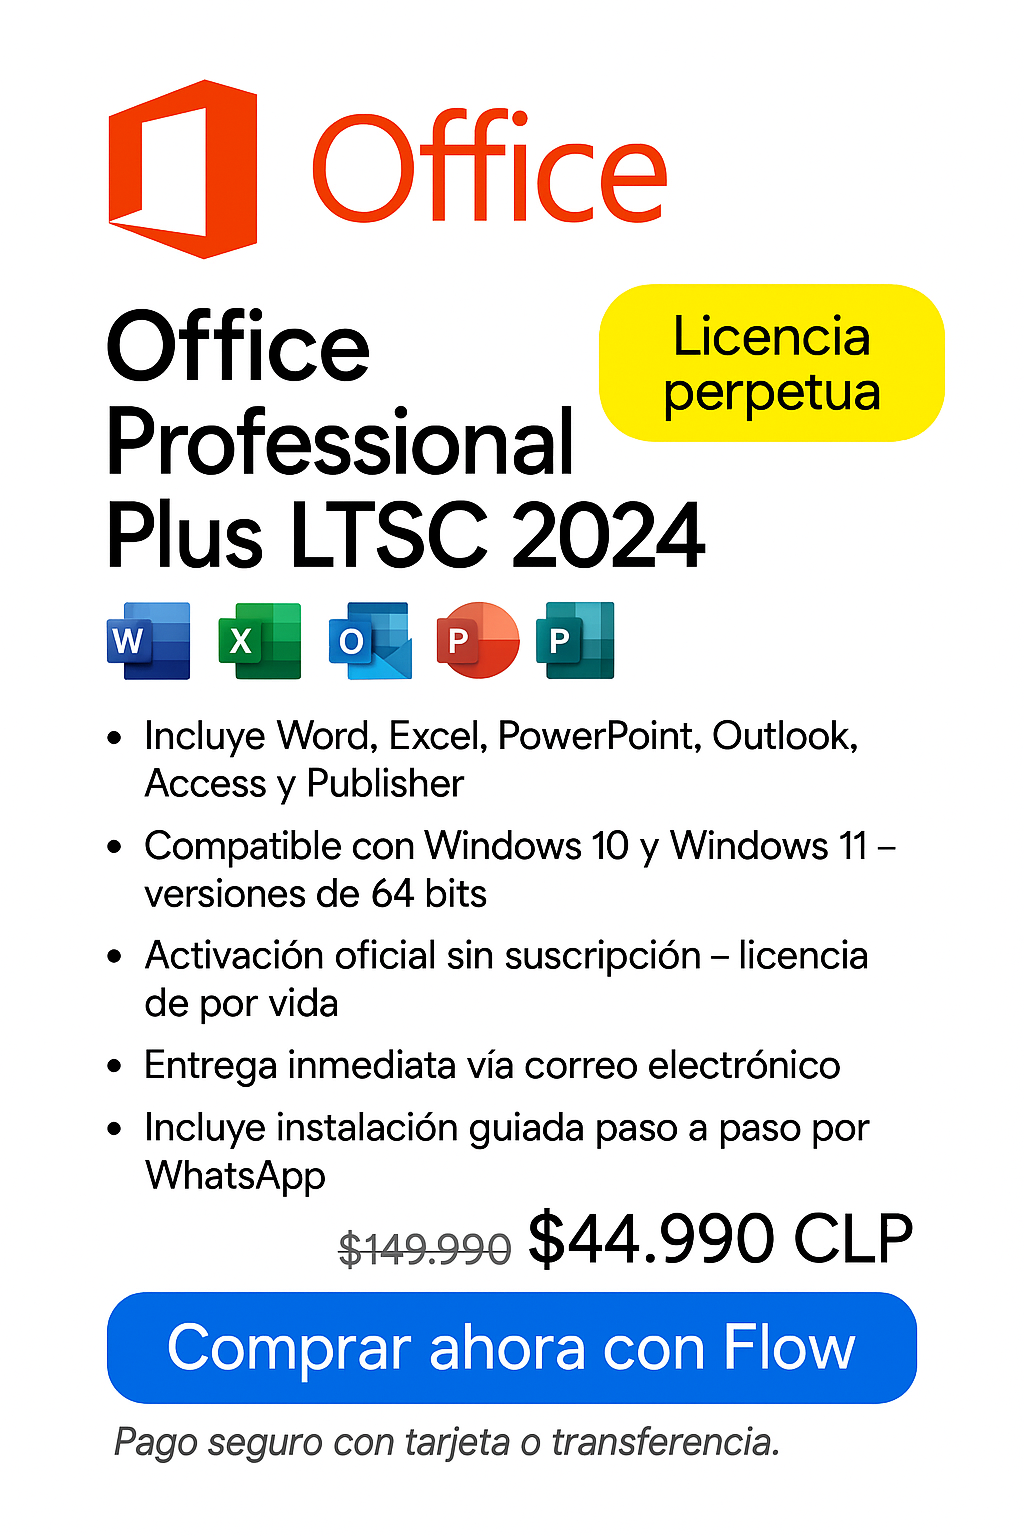 Office
Office
Professional
Plus LTSC 2024
Licencia
perpetua
W X O P P
• Incluye Word, Excel, PowerPoint, Outlook,
Access y Publisher
• Compatible con Windows 10 y Windows 11 –
versiones de 64 bits
• Activación oficial sin suscripción – licencia
de por vida
• Entrega inmediata vía correo electrónico
• Incluye instalación guiada paso a paso por
WhatsApp
$149.990 $44.990 CLP
Comprar ahora con Flow
Pago seguro con tarjeta o transferencia.